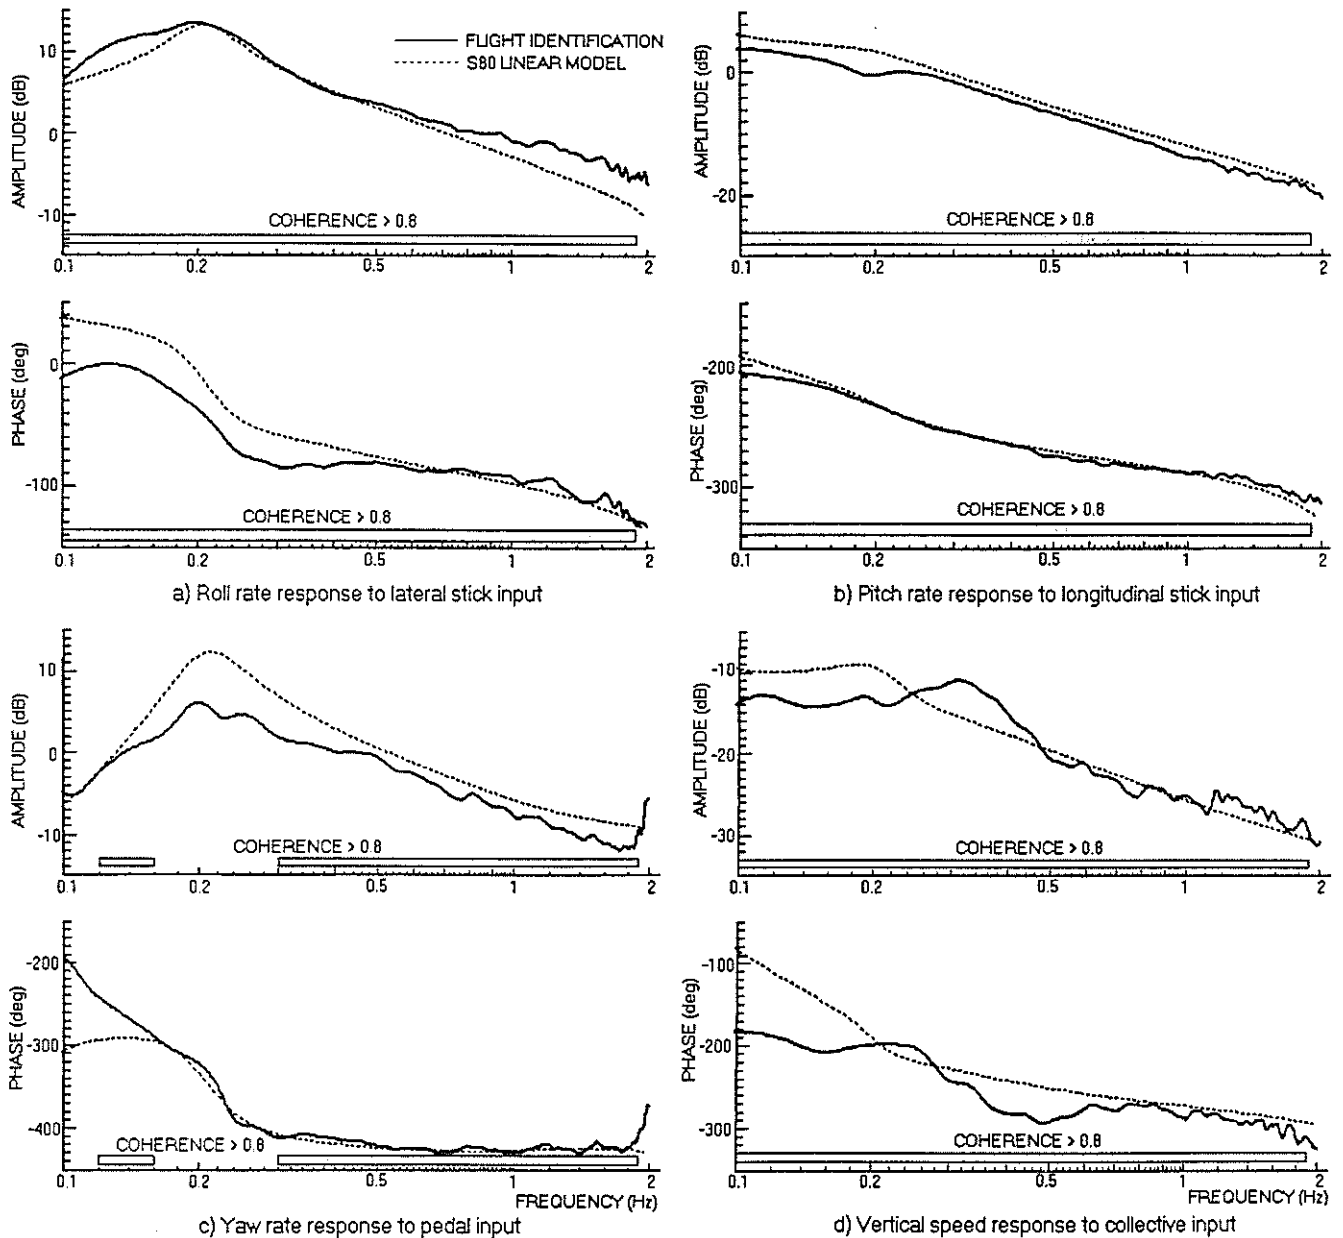 FLIGHT IDENTIFICATION
S80 LINEAR MODEL
AMPLITUDE (dB)
10
0
-10
COHERENCE > 0.8
0.1 0.2 0.5 1 2
PHASE (deg)
0
-100
COHERENCE > 0.8
0.1 0.2 0.5 1 2
a) Roll rate response to lateral stick input
AMPLITUDE (dB)
0
-20
COHERENCE > 0.8
0.1 0.2 0.5 1 2
PHASE (deg)
-200
-300
COHERENCE > 0.8
0.1 0.2 0.5 1 2
b) Pitch rate response to longitudinal stick input
AMPLITUDE (dB)
10
0
-10
COHERENCE > 0.8
0.1 0.2 0.5 1 2
PHASE (deg)
-200
-300
-400
COHERENCE > 0.8
0.1 0.2 0.5 1 2
FREQUENCY (Hz)
c) Yaw rate response to pedal input
AMPLITUDE (dB)
-10
-20
-30
COHERENCE > 0.8
0.1 0.2 0.5 1 2
PHASE (deg)
-100
-200
-300
COHERENCE > 0.8
0.1 0.2 0.5 1 2
FREQUENCY (Hz)
d) Vertical speed response to collective input